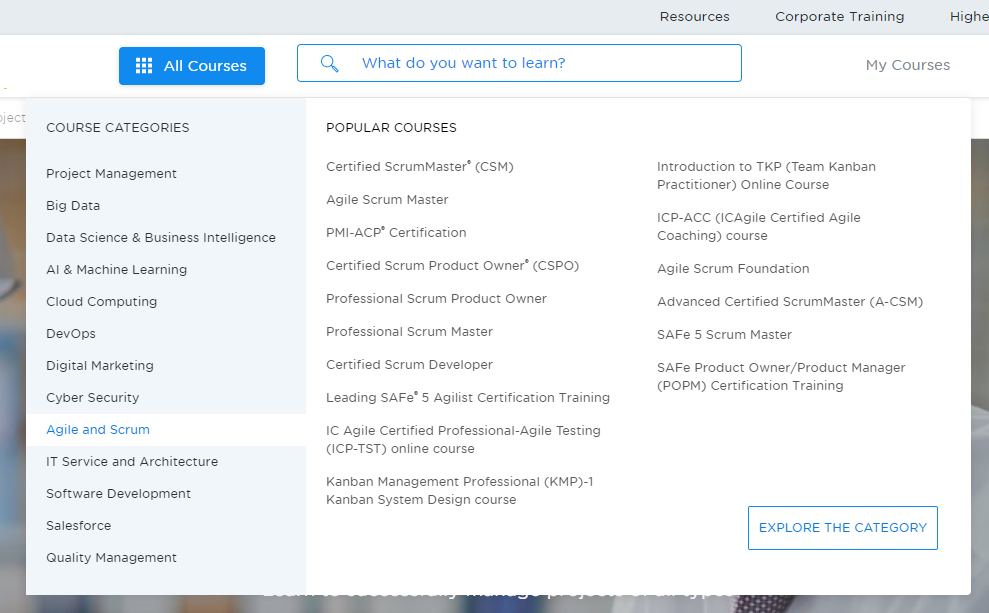 Resources
Corporate Training
All Courses
What do you want to learn?
My Courses
COURSE CATEGORIES
Project Management
Big Data
Data Science & Business Intelligence
AI & Machine Learning
Cloud Computing
DevOps
Digital Marketing
Cyber Security
Agile and Scrum
IT Service and Architecture
Software Development
Salesforce
Quality Management
POPULAR COURSES
Certified ScrumMaster® (CSM)
Agile Scrum Master
PMI-ACP® Certification
Certified Scrum Product Owner® (CSPO)
Professional Scrum Product Owner
Professional Scrum Master
Certified Scrum Developer
Leading SAFe® 5 Agilist Certification Training
IC Agile Certified Professional-Agile Testing
(ICP-TST) online course
Kanban Management Professional (KMP)-1
Kanban System Design course
Introduction to TKP (Team Kanban
Practitioner) Online Course
ICP-ACC (ICAgile Certified Agile
Coaching) course
Agile Scrum Foundation
Advanced Certified ScrumMaster (A-CSM)
SAFe 5 Scrum Master
SAFe Product Owner/Product Manager
(POPM) Certification Training
EXPLORE THE CATEGORY